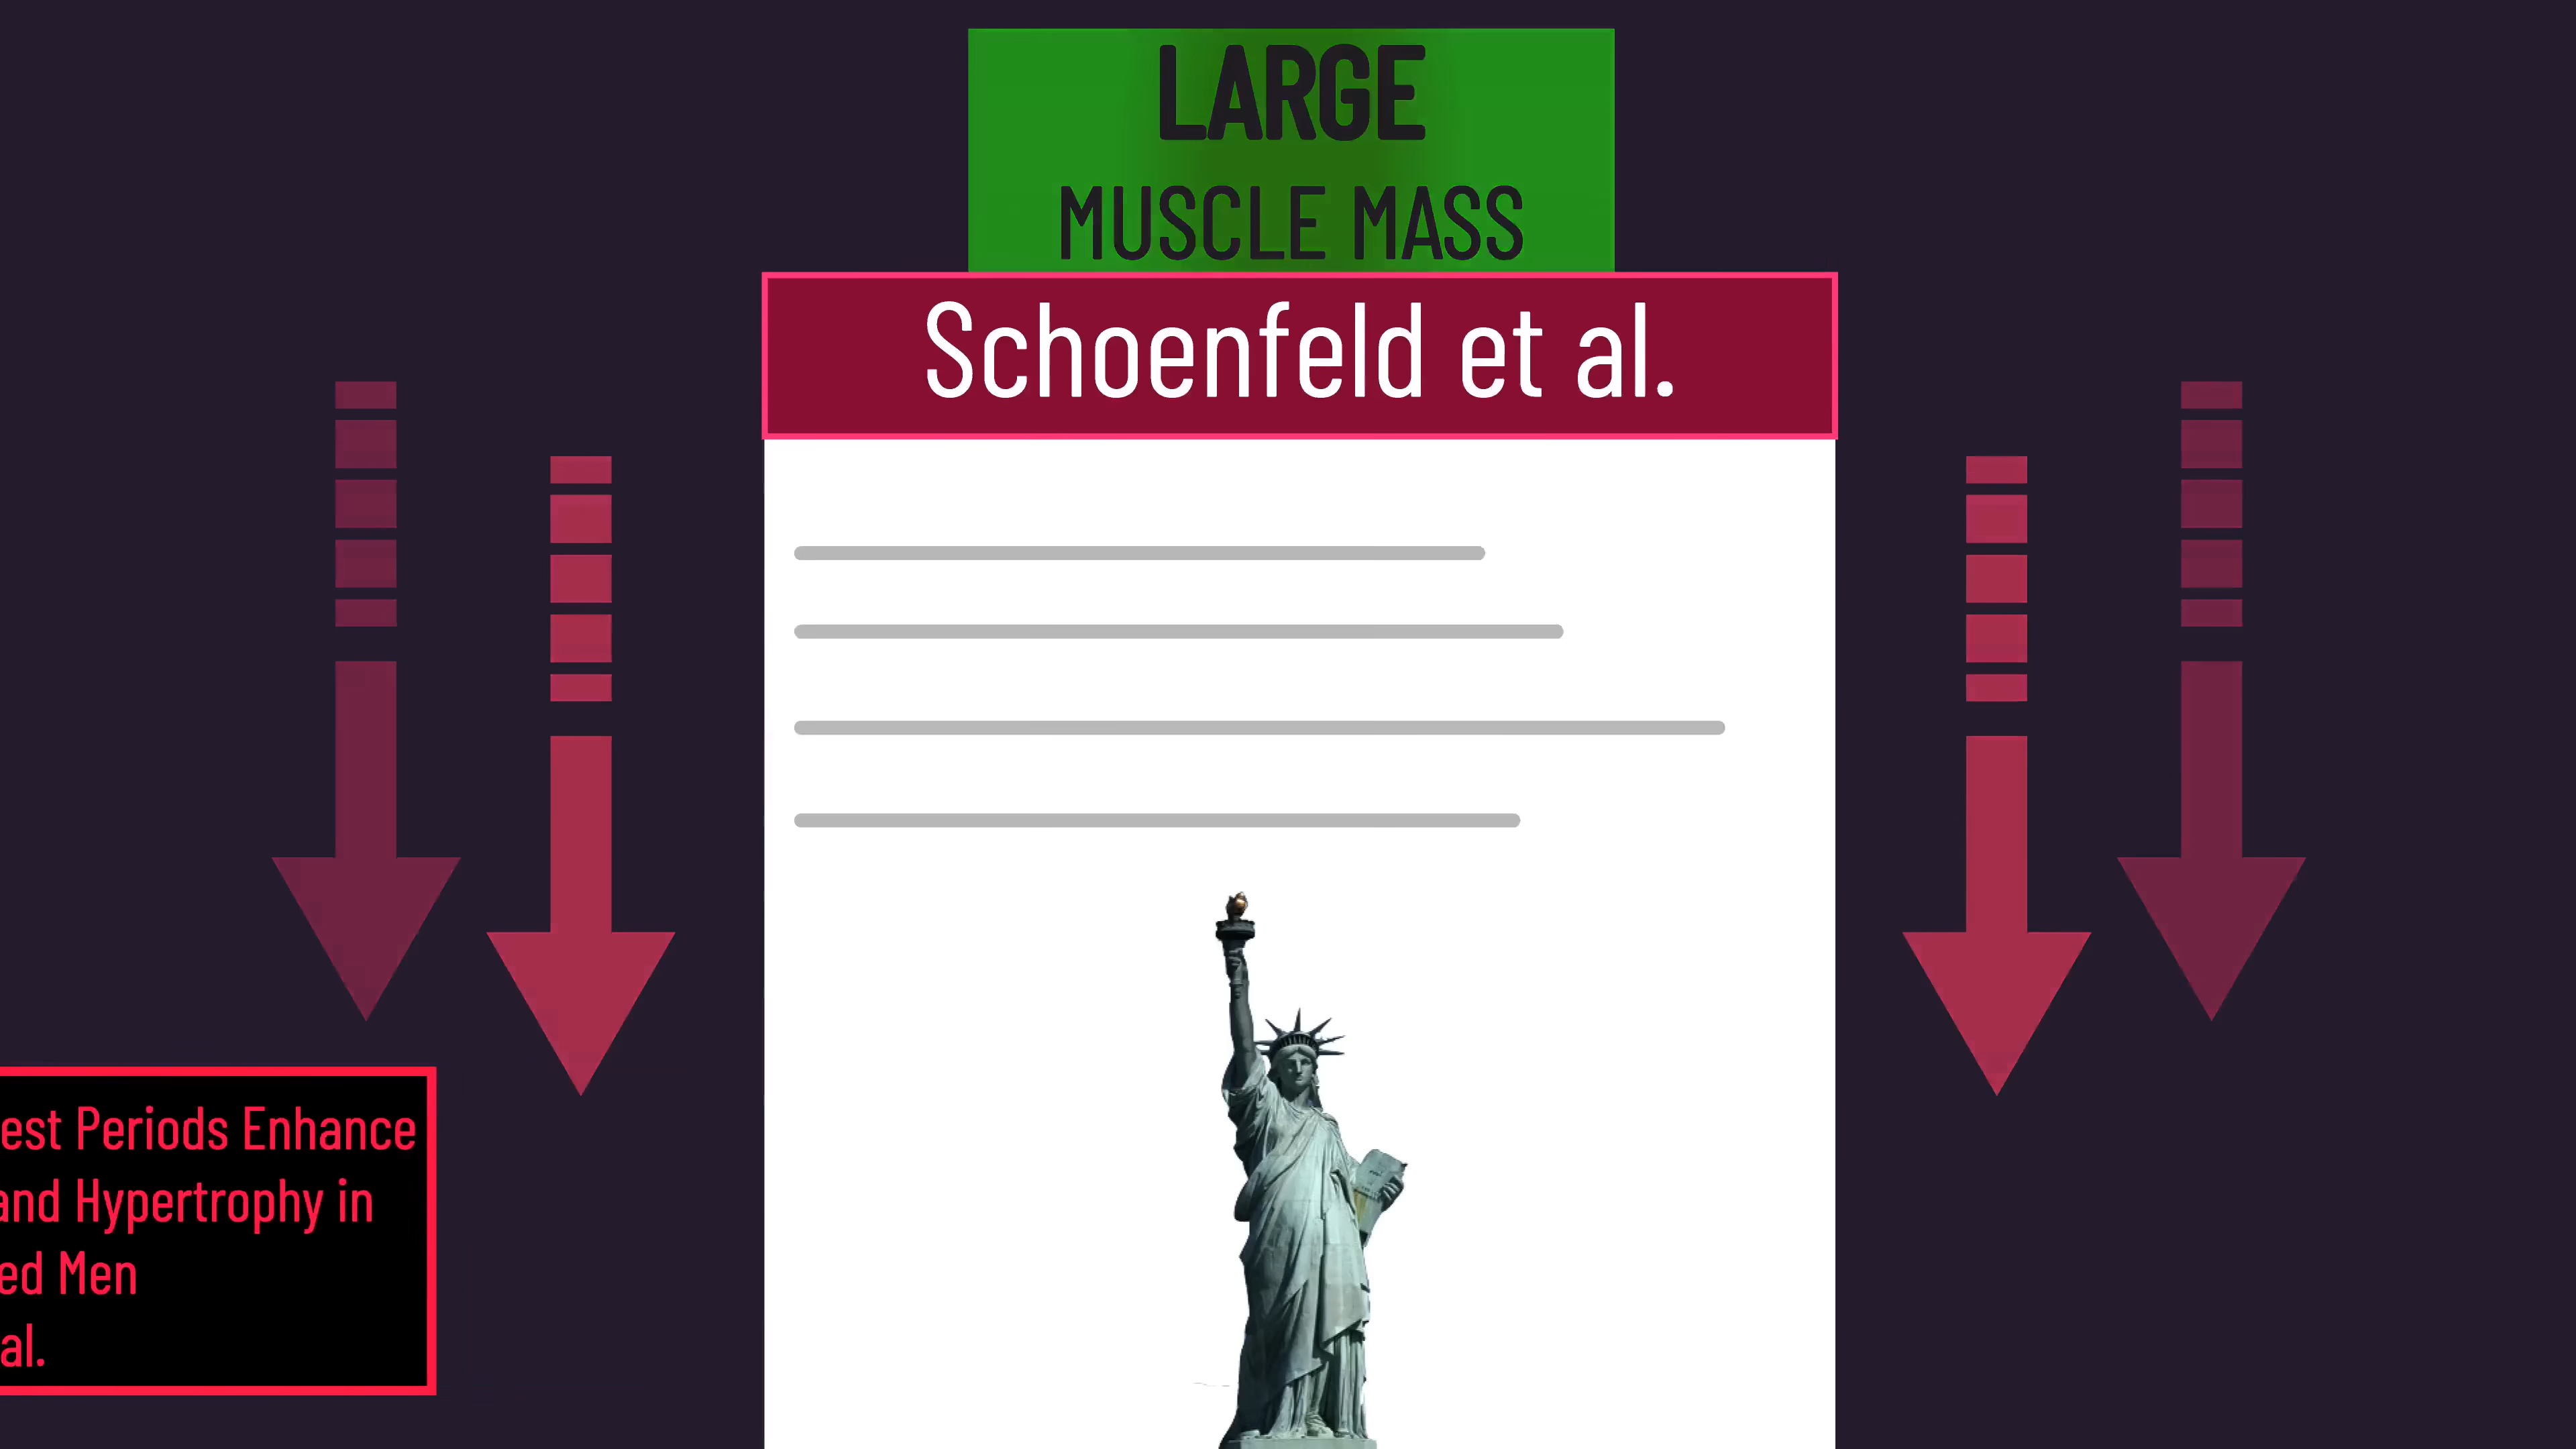 LARGE
MUSCLE MASS
Schoenfeld et al.
est Periods Enhance
and Hypertrophy in
ed Men
al.